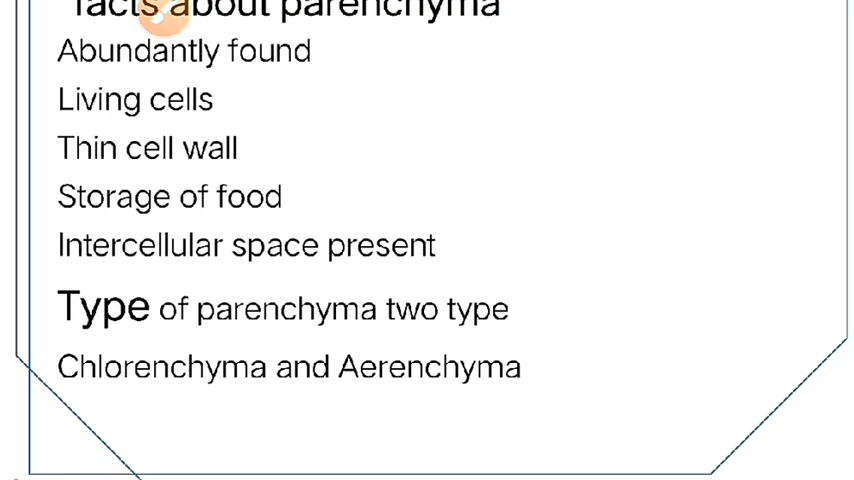 facts about parenchyma
Abundantly found
Living cells
Thin cell wall
Storage of food
Intercellular space present
Type of parenchyma two type
Chlorenchyma and Aerenchyma